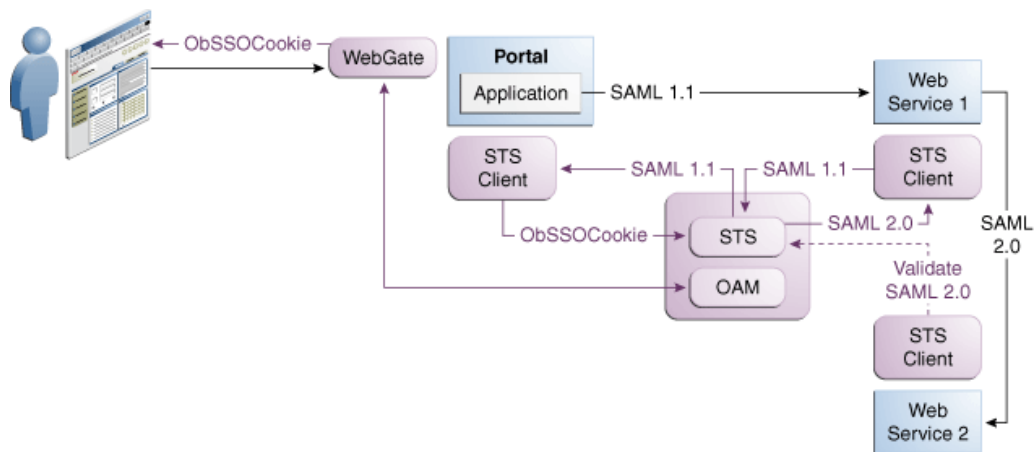 ObSSOCookie
WebGate
Portal
Application
SAML 1.1
Web
Service 1
STS
Client
SAML 1.1
SAML 1.1
STS
Client
ObSSOCookie
STS
SAML 2.0
SAML
2.0
OAM
Validate
SAML 2.0
STS
Client
Web
Service 2